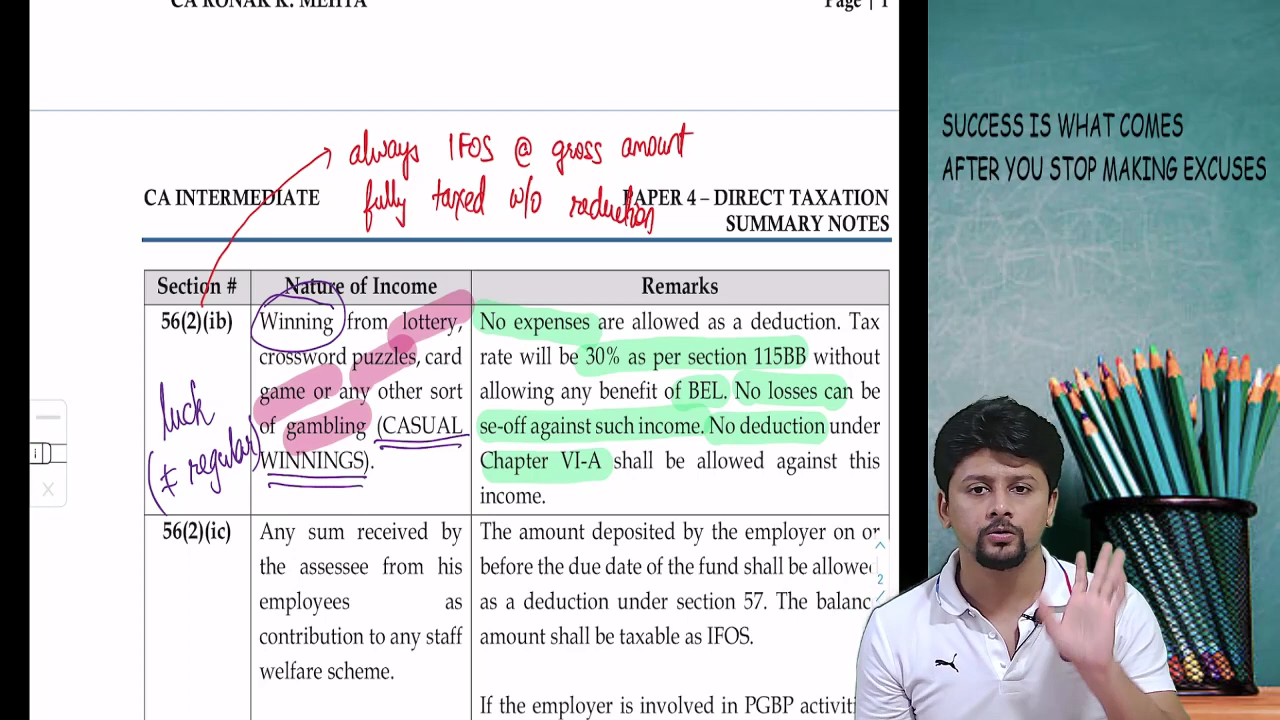 CA RONAK K. MEHTA
Page | 1
always IFOS @ gross amount
fully taxed w/o reduction
CA INTERMEDIATE
PAPER 4 – DIRECT TAXATION
SUMMARY NOTES
Section #
Nature of Income
Remarks
56(2)(ib)
Winning from lottery,
crossword puzzles, card
game or any other sort
of gambling (CASUAL
WINNINGS).
No expenses are allowed as a deduction. Tax
rate will be 30% as per section 115BB without
allowing any benefit of BEL. No losses can be
se-off against such income. No deduction under
Chapter VI-A shall be allowed against this
income.
luck
(≠ regular)
56(2)(ic)
Any sum received by
the assessee from his
employees as
contribution to any staff
welfare scheme.
The amount deposited by the employer on or
before the due date of the fund shall be allowe
as a deduction under section 57. The balanc
amount shall be taxable as IFOS.
If the employer is involved in PGBP activiti
2
SUCCESS IS WHAT COMES
AFTER YOU STOP MAKING EXCUSES